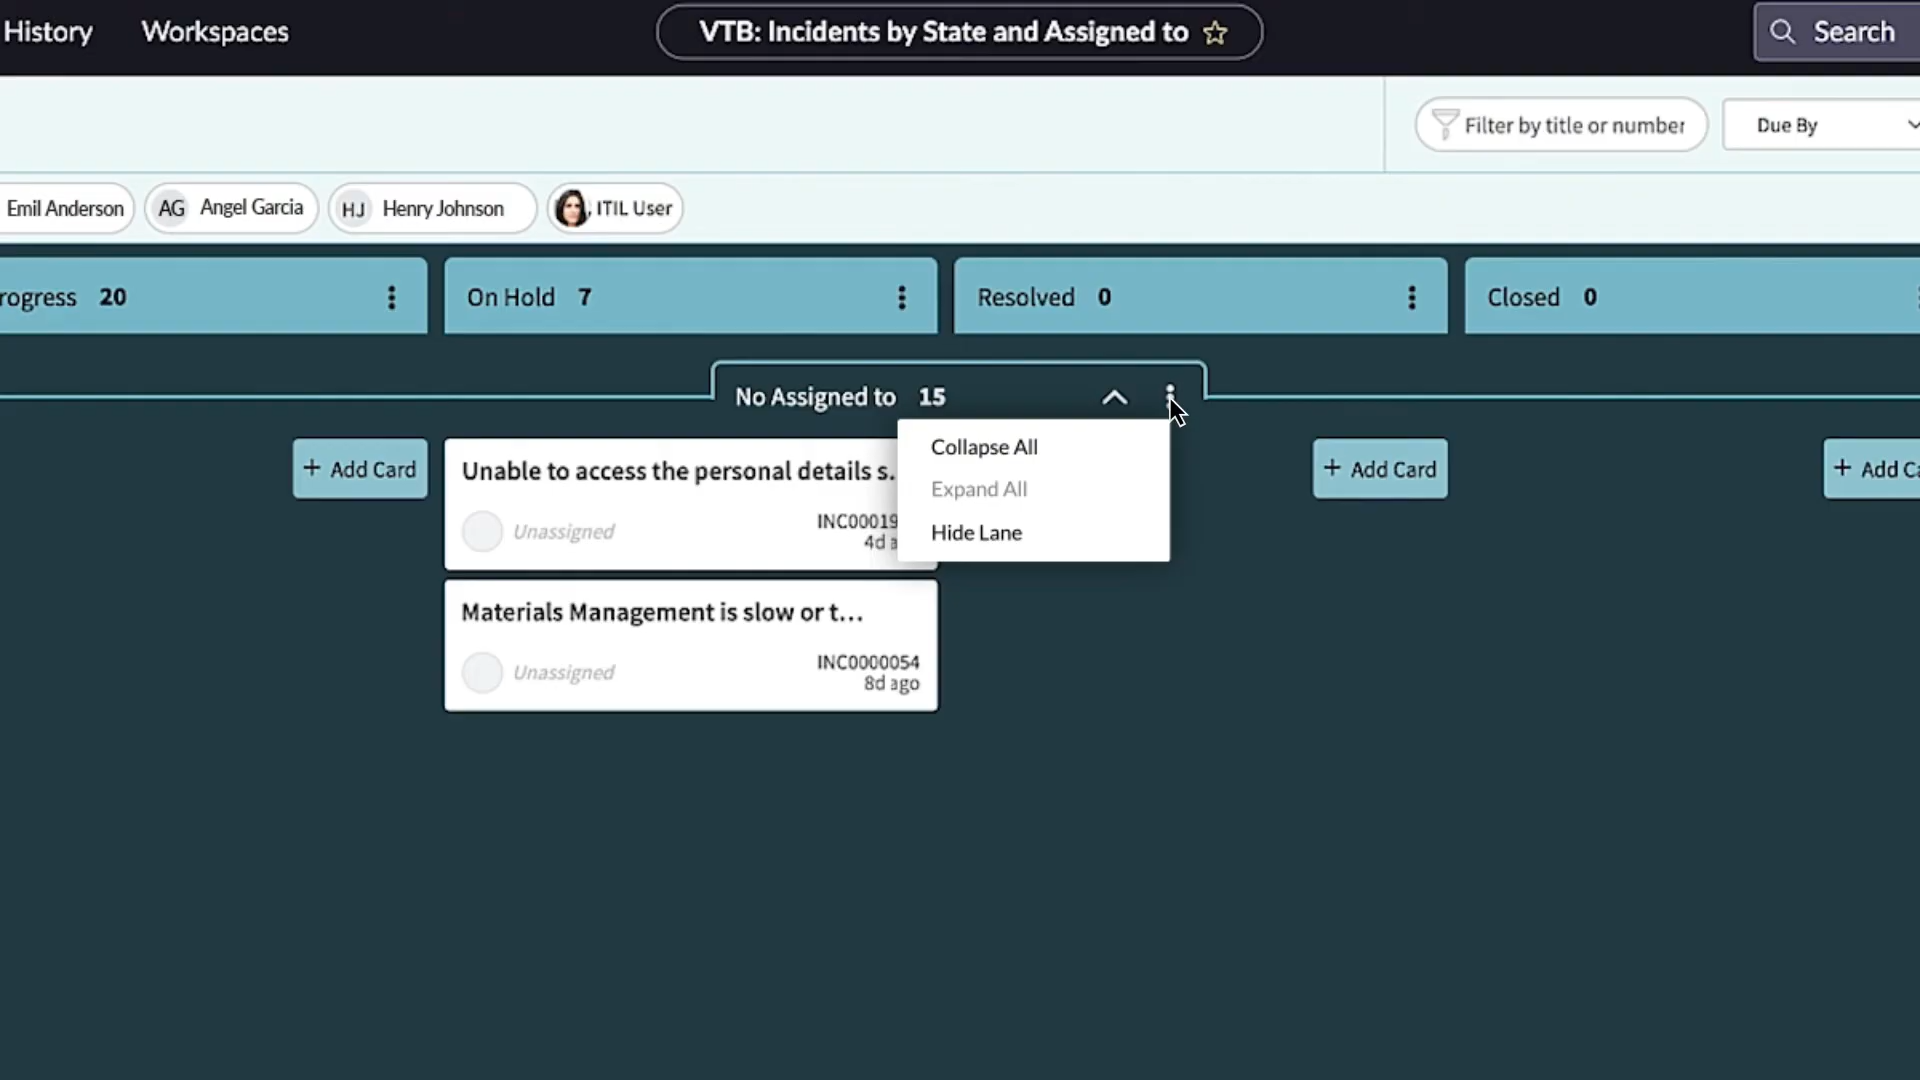 History
Workspaces
VTB: Incidents by State and Assigned to
Search
Filter by title or number
Due By
Emil Anderson
AG Angel Garcia
HJ Henry Johnson
ITIL User
rogress 20
On Hold 7
Resolved 0
Closed 0
No Assigned to 15
Collapse All
Expand All
Hide Lane
+ Add Card
Unable to access the personal details s.
Unassigned
INC00019
4d a
+ Add Card
+ Add Ca
Materials Management is slow or t...
Unassigned
INC0000054
8d ago